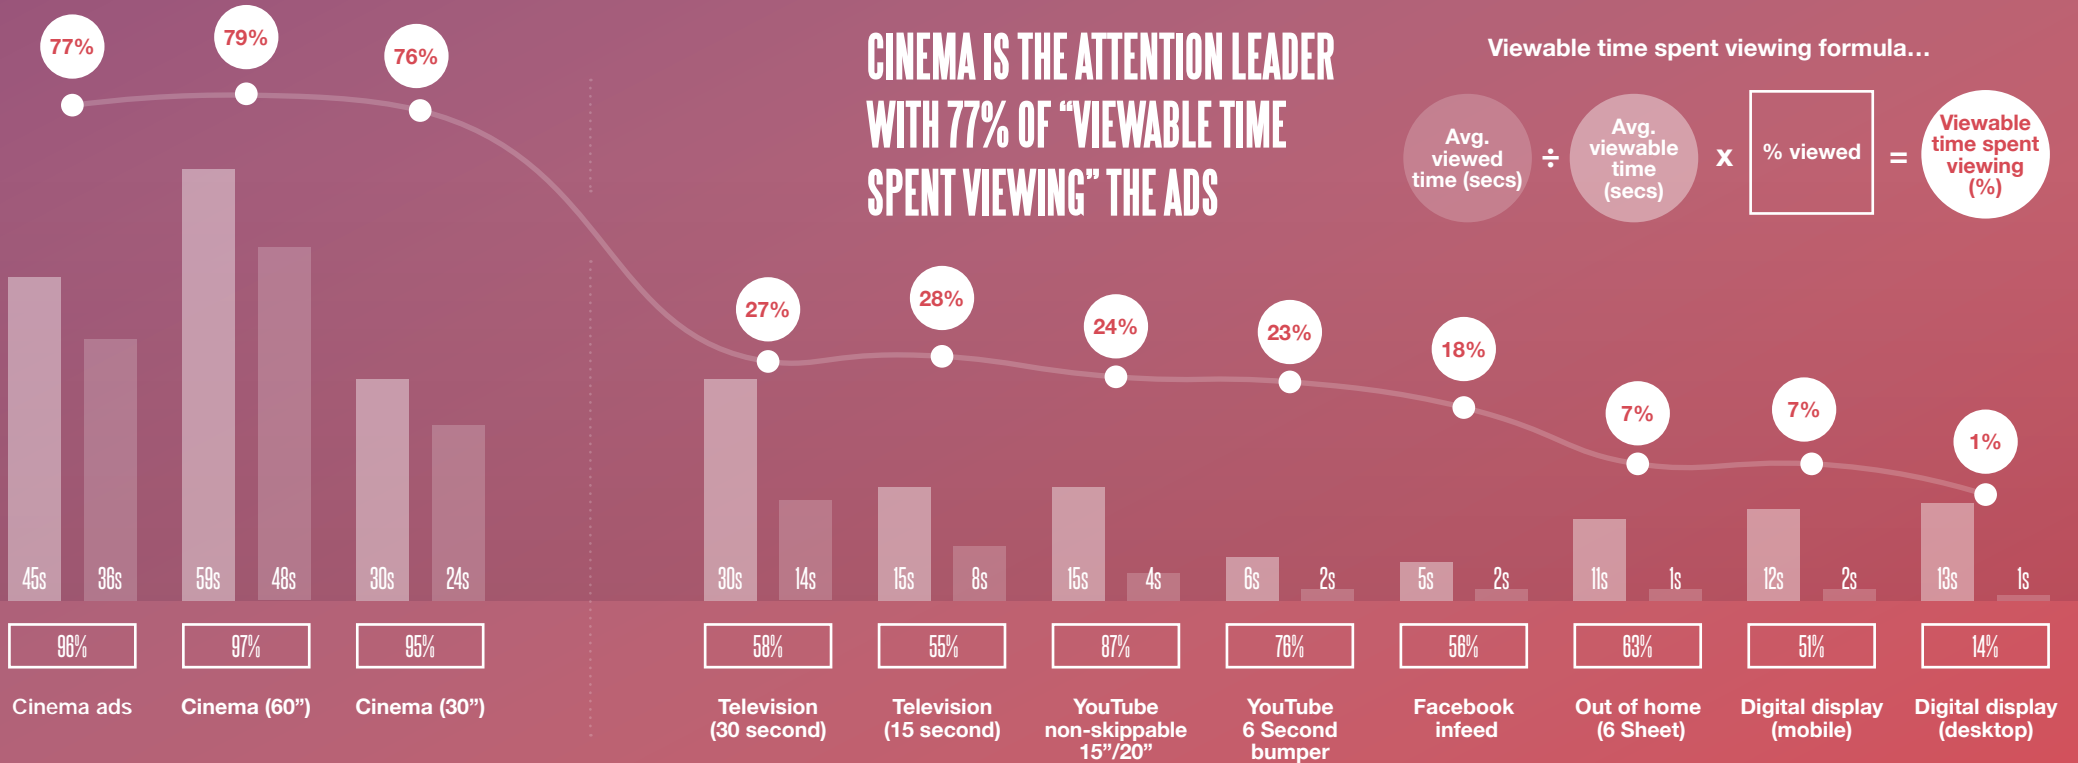 CINEMA IS THE ATTENTION LEADER
WITH 77% OF “VIEWABLE TIME
SPENT VIEWING” THE ADS
Viewable time spent viewing formula…
Avg.
viewed
time (secs)
÷
Avg.
viewable
time
(secs)
x
% viewed
=
Viewable
time spent
viewing
(%)
77%
79%
76%
27%
28%
24%
23%
18%
7%
7%
1%
45s 36s
59s 48s
30s 24s
30s 14s
15s 8s
15s 4s
6s 2s
5s 2s
11s 1s
12s 2s
13s 1s
96%
97%
95%
58%
55%
87%
76%
56%
63%
51%
14%
Cinema ads
Cinema (60”)
Cinema (30”)
Television
(30 second)
Television
(15 second)
YouTube
non-skippable
15”/20”
YouTube
6 Second
bumper
Facebook
infeed
Out of home
(6 Sheet)
Digital display
(mobile)
Digital display
(desktop)